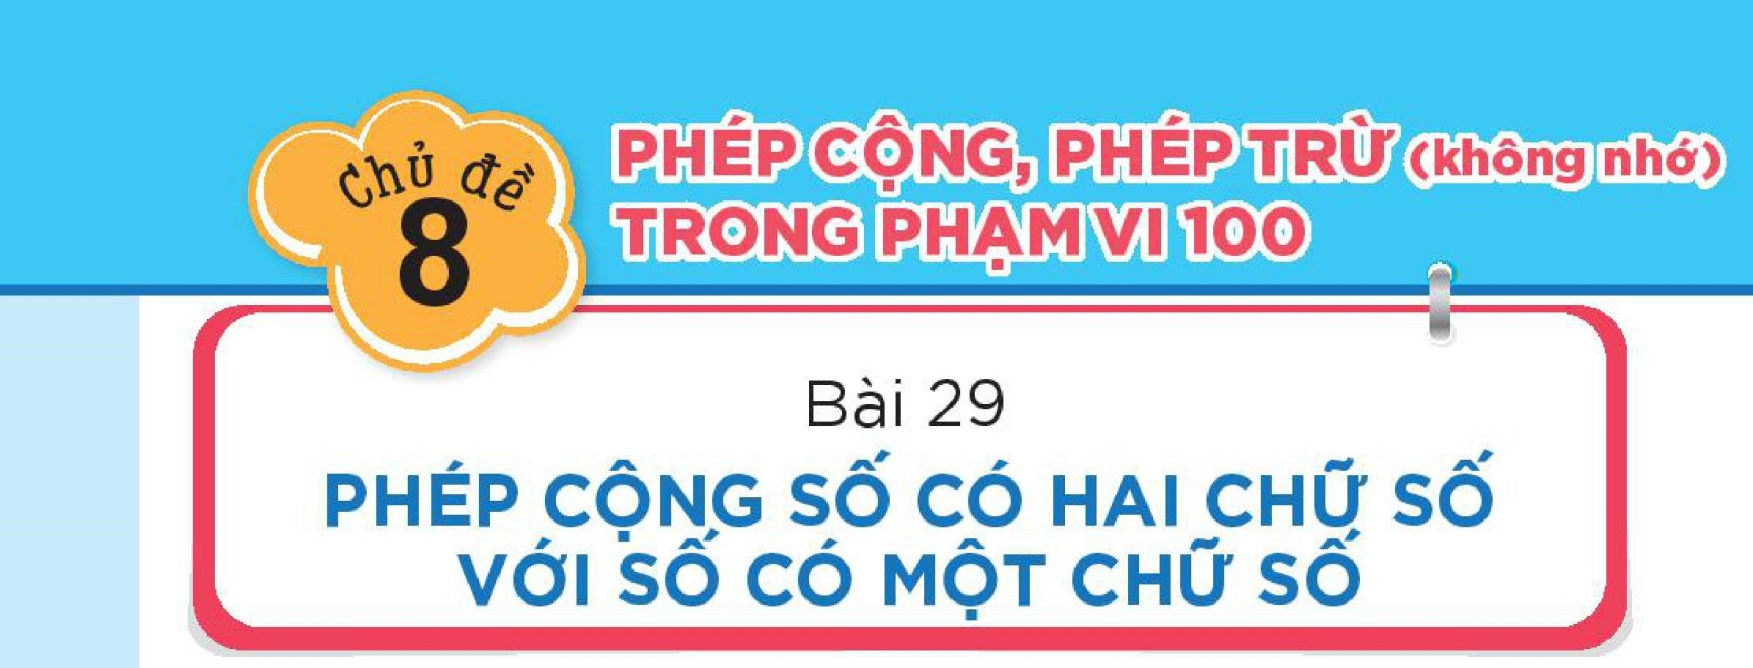 Chủ đề
8
PHÉP CỘNG, PHÉP TRỪ (không nhớ)
TRONG PHẠM VI 100
Bài 29
PHÉP CỘNG SỐ CÓ HAI CHỮ SỐ
VỚI SỐ CÓ MỘT CHỮ SỐ